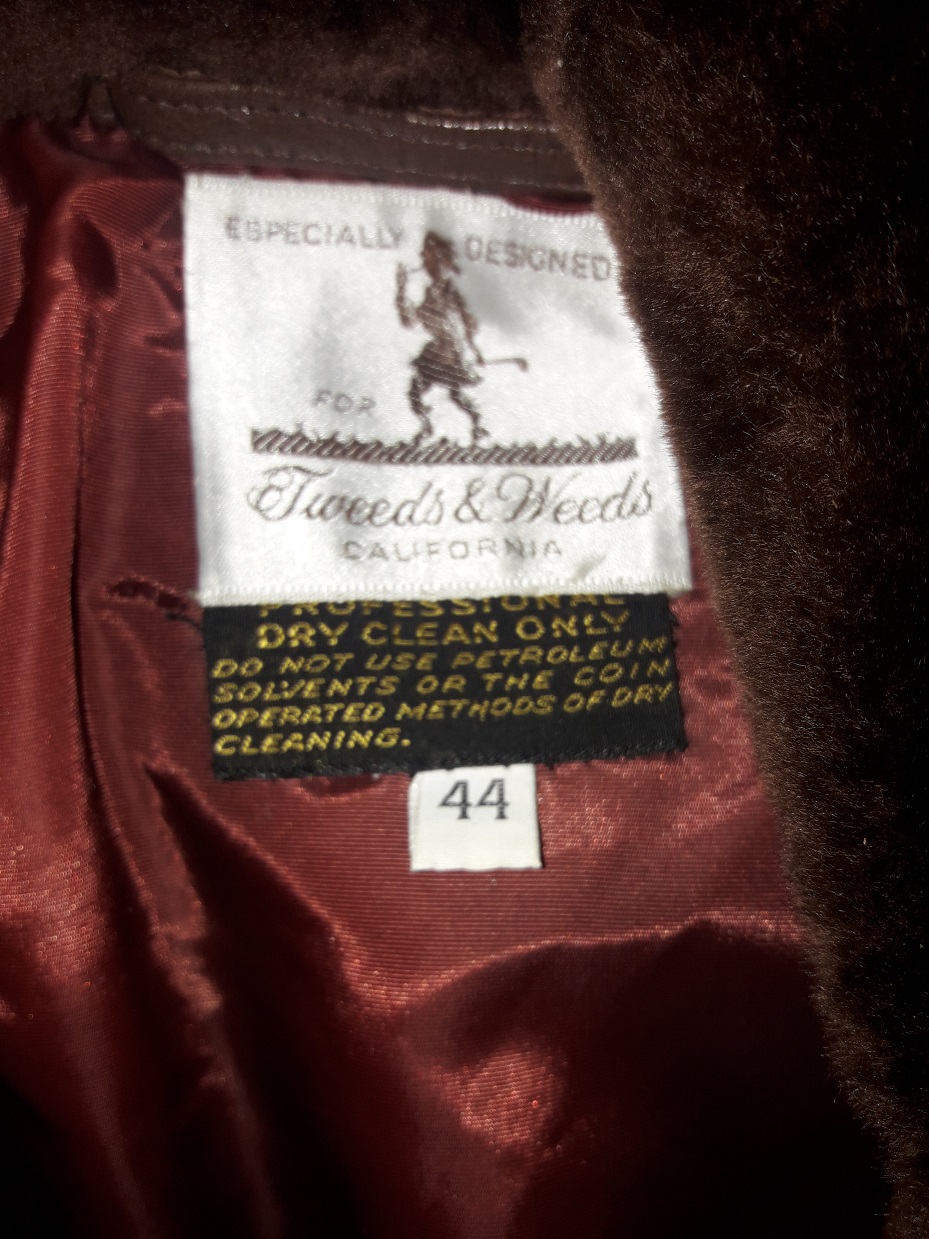 ESPECIALLY DESIGNED
FOR
Tweeds & Weeds
CALIFORNIA
PROFESSIONAL
DRY CLEAN ONLY
DO NOT USE PETROLEUM
SOLVENTS OR THE COIN
OPERATED METHODS OF DRY
CLEANING.
44